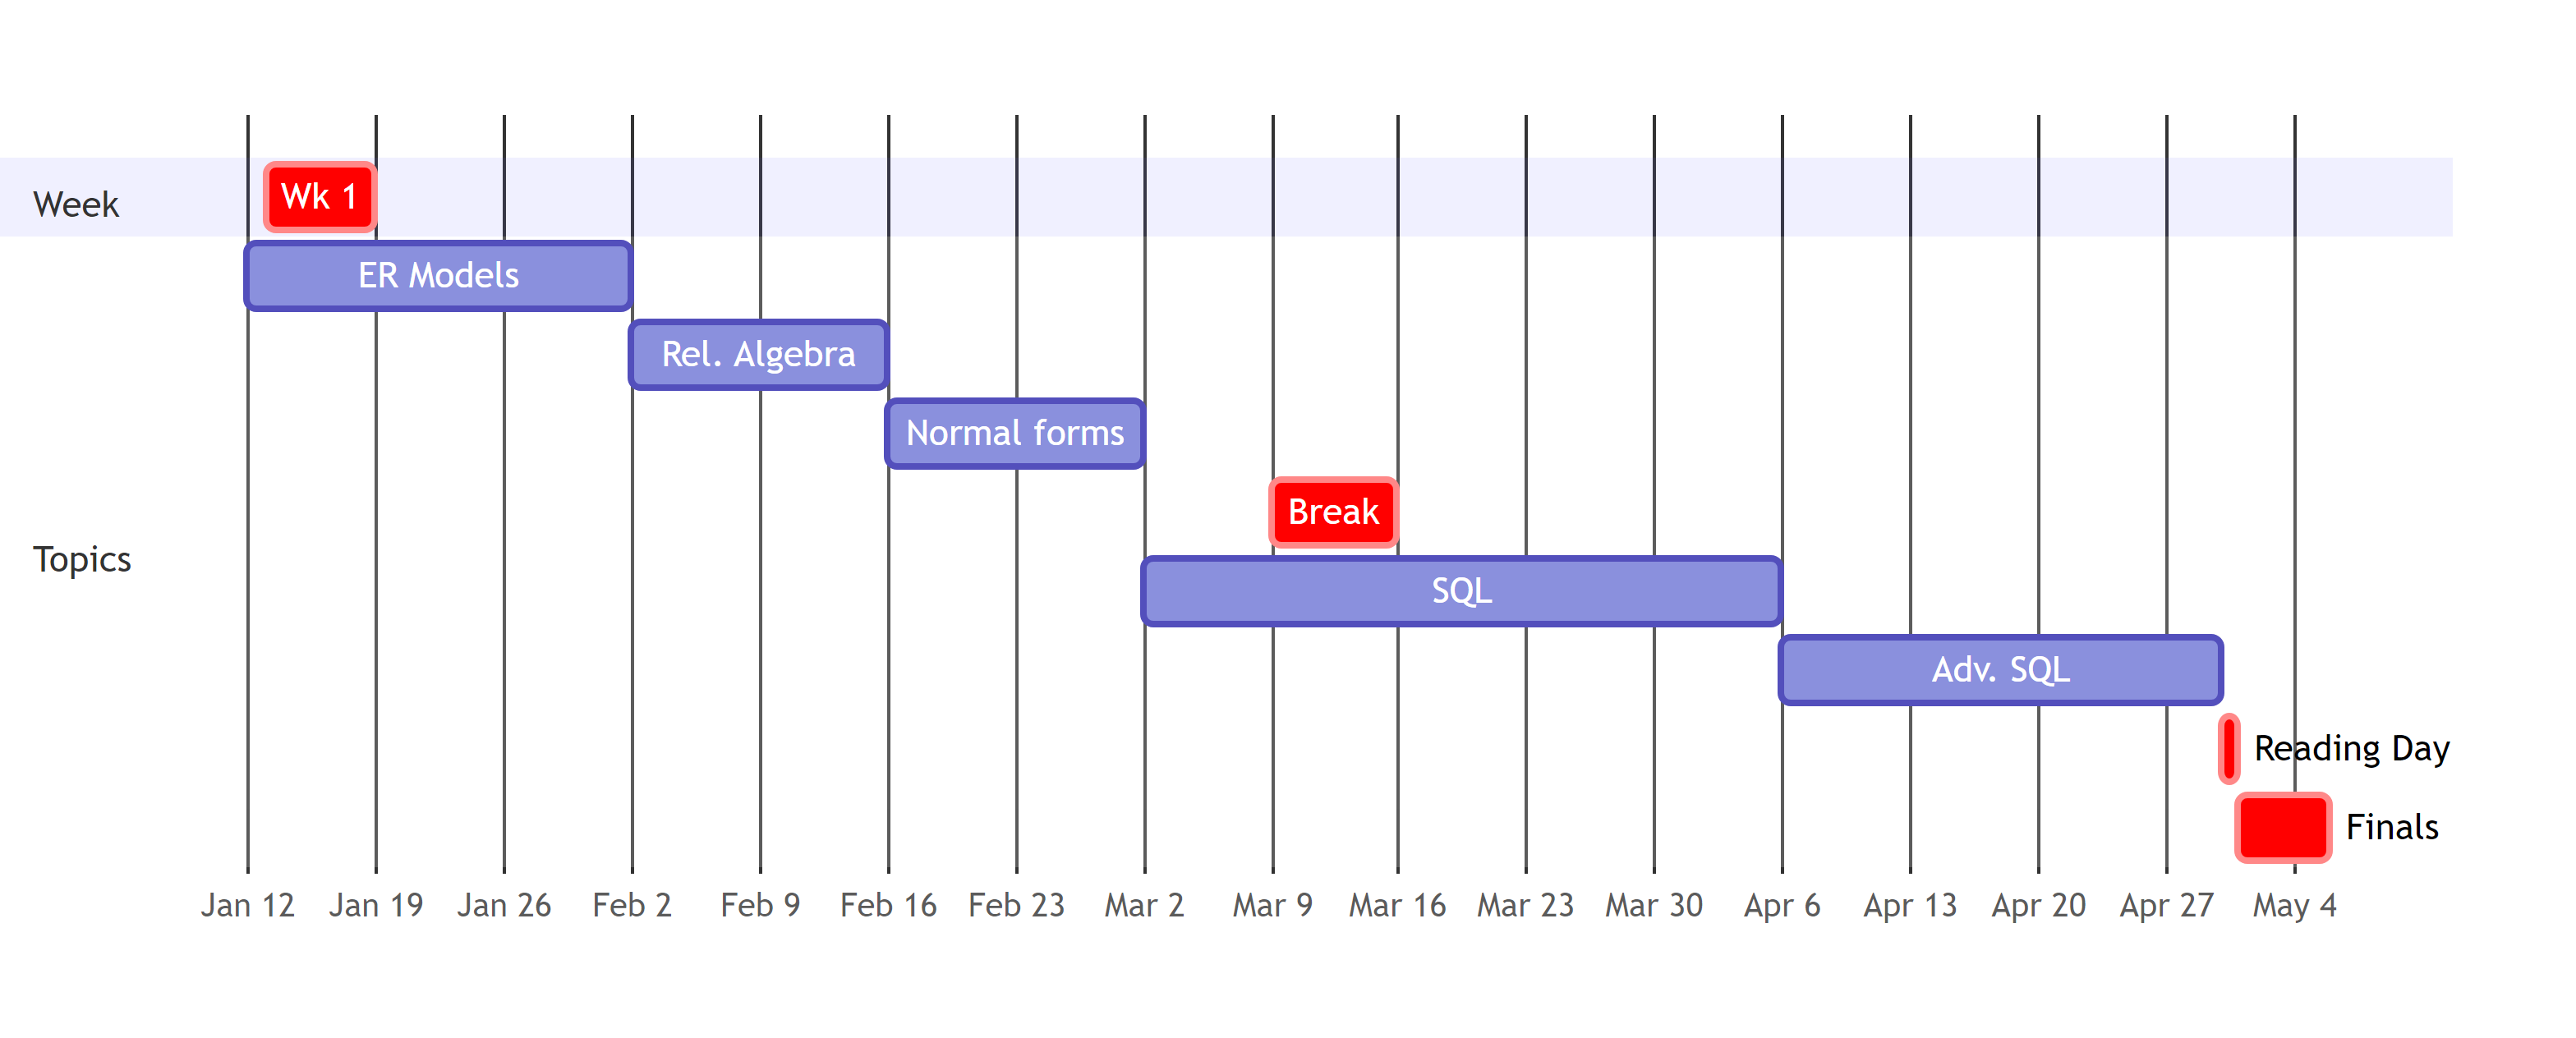 Week
Wk 1
ER Models
Rel. Algebra
Normal forms
Break
Topics
SQL
Adv. SQL
Reading Day
Finals
Jan 12 Jan 19 Jan 26 Feb 2 Feb 9 Feb 16 Feb 23 Mar 2 Mar 9 Mar 16 Mar 23 Mar 30 Apr 6 Apr 13 Apr 20 Apr 27 May 4